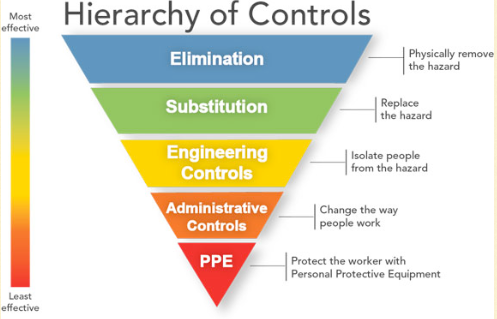 Hierarchy of Controls
Most
effective
Elimination
Physically remove
the hazard
Substitution
Replace
the hazard
Engineering
Controls
Isolate people
from the hazard
Administrative
Controls
Change the way
people work
PPE
Protect the worker with
Personal Protective Equipment
Least
effective